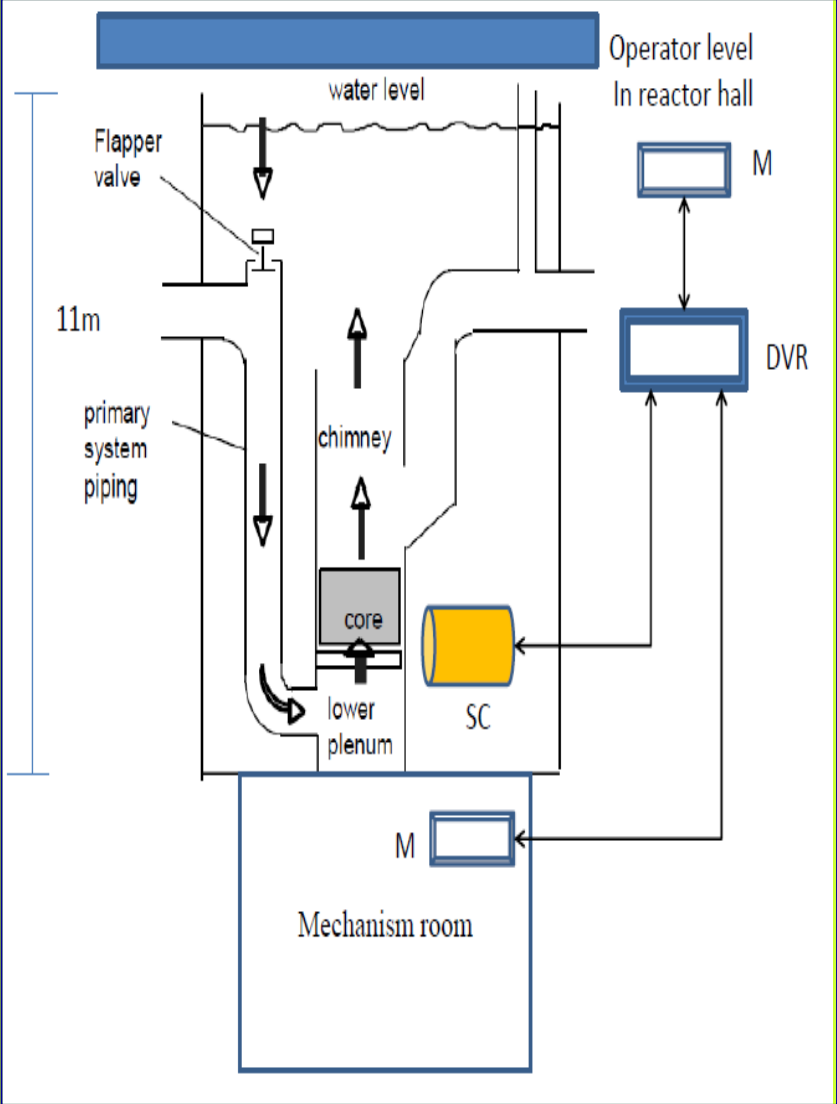 Operator level
In reactor hall
water level
Flapper
valve
M
11m
DVR
primary
system
piping
chimney
core
SC
lower
plenum
M
Mechanism room